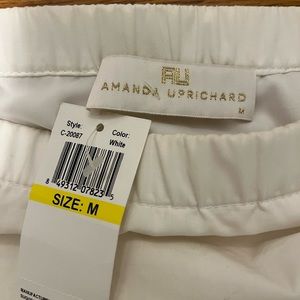 AU
AMANDA UPRICHARD
M
Style: Color:
C-20087 White
8 49312 07823 5
SIZE: M